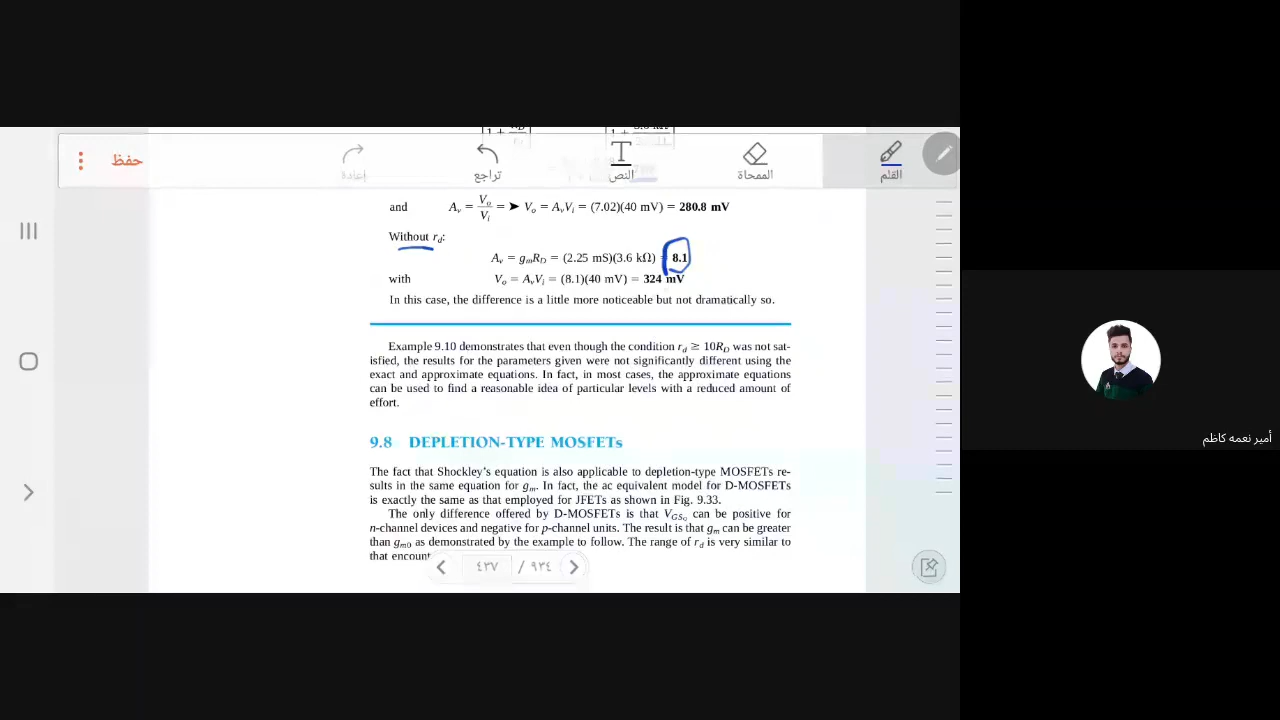 حفظ
إعادة
تراجع
النص
الممحاة
القلم
and A_v = V_o / V_i = ➤ V_o = A_vV_i = (7.02)(40 mV) = 280.8 mV
Without r_d:
A_v = g_mR_D = (2.25 mS)(3.6 kΩ) = 8.1
with V_o = A_vV_i = (8.1)(40 mV) = 324 mV
In this case, the difference is a little more noticeable but not dramatically so.
Example 9.10 demonstrates that even though the condition r_d ≥ 10R_D was not sat-
isfied, the results for the parameters given were not significantly different using the
exact and approximate equations. In fact, in most cases, the approximate equations
can be used to find a reasonable idea of particular levels with a reduced amount of
effort.
9.8 DEPLETION-TYPE MOSFETs
The fact that Shockley's equation is also applicable to depletion-type MOSFETs re-
sults in the same equation for g_m. In fact, the ac equivalent model for D-MOSFETs
is exactly the same as that employed for JFETs as shown in Fig. 9.33.
The only difference offered by D-MOSFETs is that V_GSQ can be positive for
n-channel devices and negative for p-channel units. The result is that g_m can be greater
than g_m0 as demonstrated by the example to follow. The range of r_d is very similar to
that encount
٤٣٧ / ٩٣٤
أمير نعمه كاظم